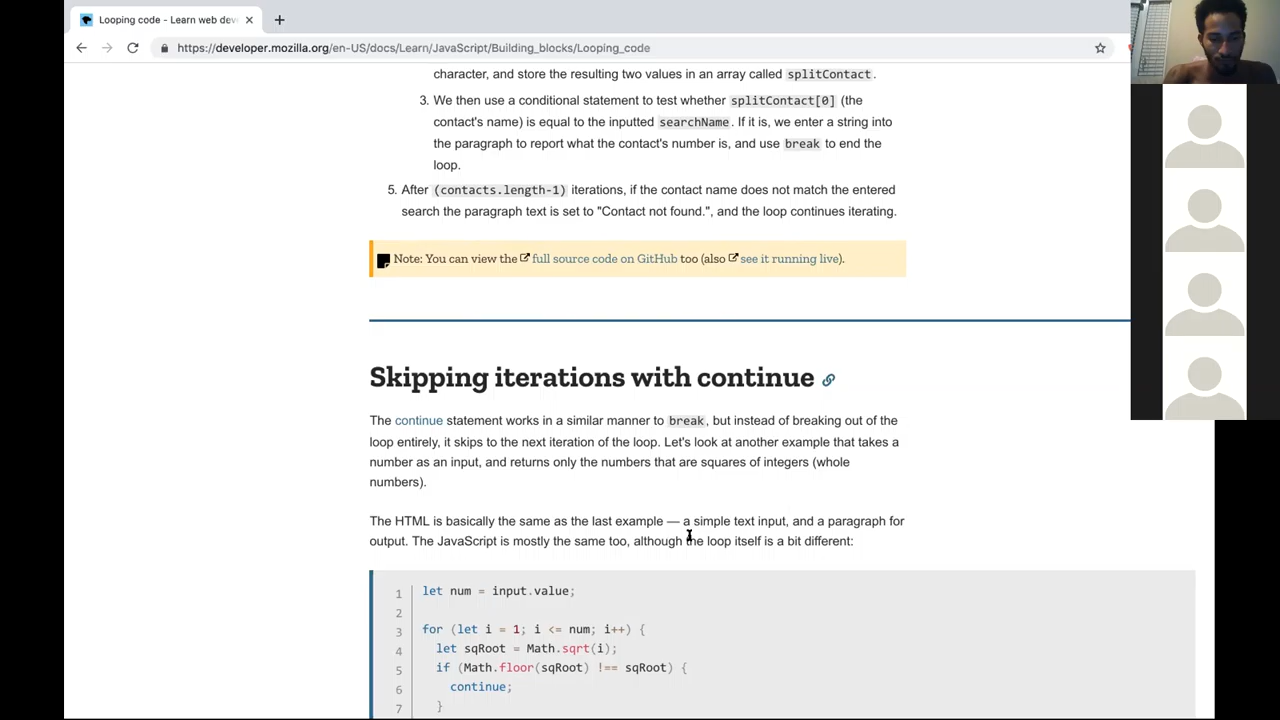 Looping code - Learn web dev
https://developer.mozilla.org/en-US/docs/Learn/JavaScript/Building_blocks/Looping_code
character, and store the resulting two values in an array called splitContact.
3. We then use a conditional statement to test whether splitContact[0] (the
contact's name) is equal to the inputted searchName. If it is, we enter a string into
the paragraph to report what the contact's number is, and use break to end the
loop.
5. After (contacts.length-1) iterations, if the contact name does not match the entered
search the paragraph text is set to "Contact not found.", and the loop continues iterating.
Note: You can view the full source code on GitHub too (also see it running live).
Skipping iterations with continue
The continue statement works in a similar manner to break, but instead of breaking out of the
loop entirely, it skips to the next iteration of the loop. Let's look at another example that takes a
number as an input, and returns only the numbers that are squares of integers (whole
numbers).
The HTML is basically the same as the last example — a simple text input, and a paragraph for
output. The JavaScript is mostly the same too, although the loop itself is a bit different:
1 let num = input.value;
2
3 for (let i = 1; i <= num; i++) {
4 let sqRoot = Math.sqrt(i);
5 if (Math.floor(sqRoot) !== sqRoot) {
6 continue;
7 }